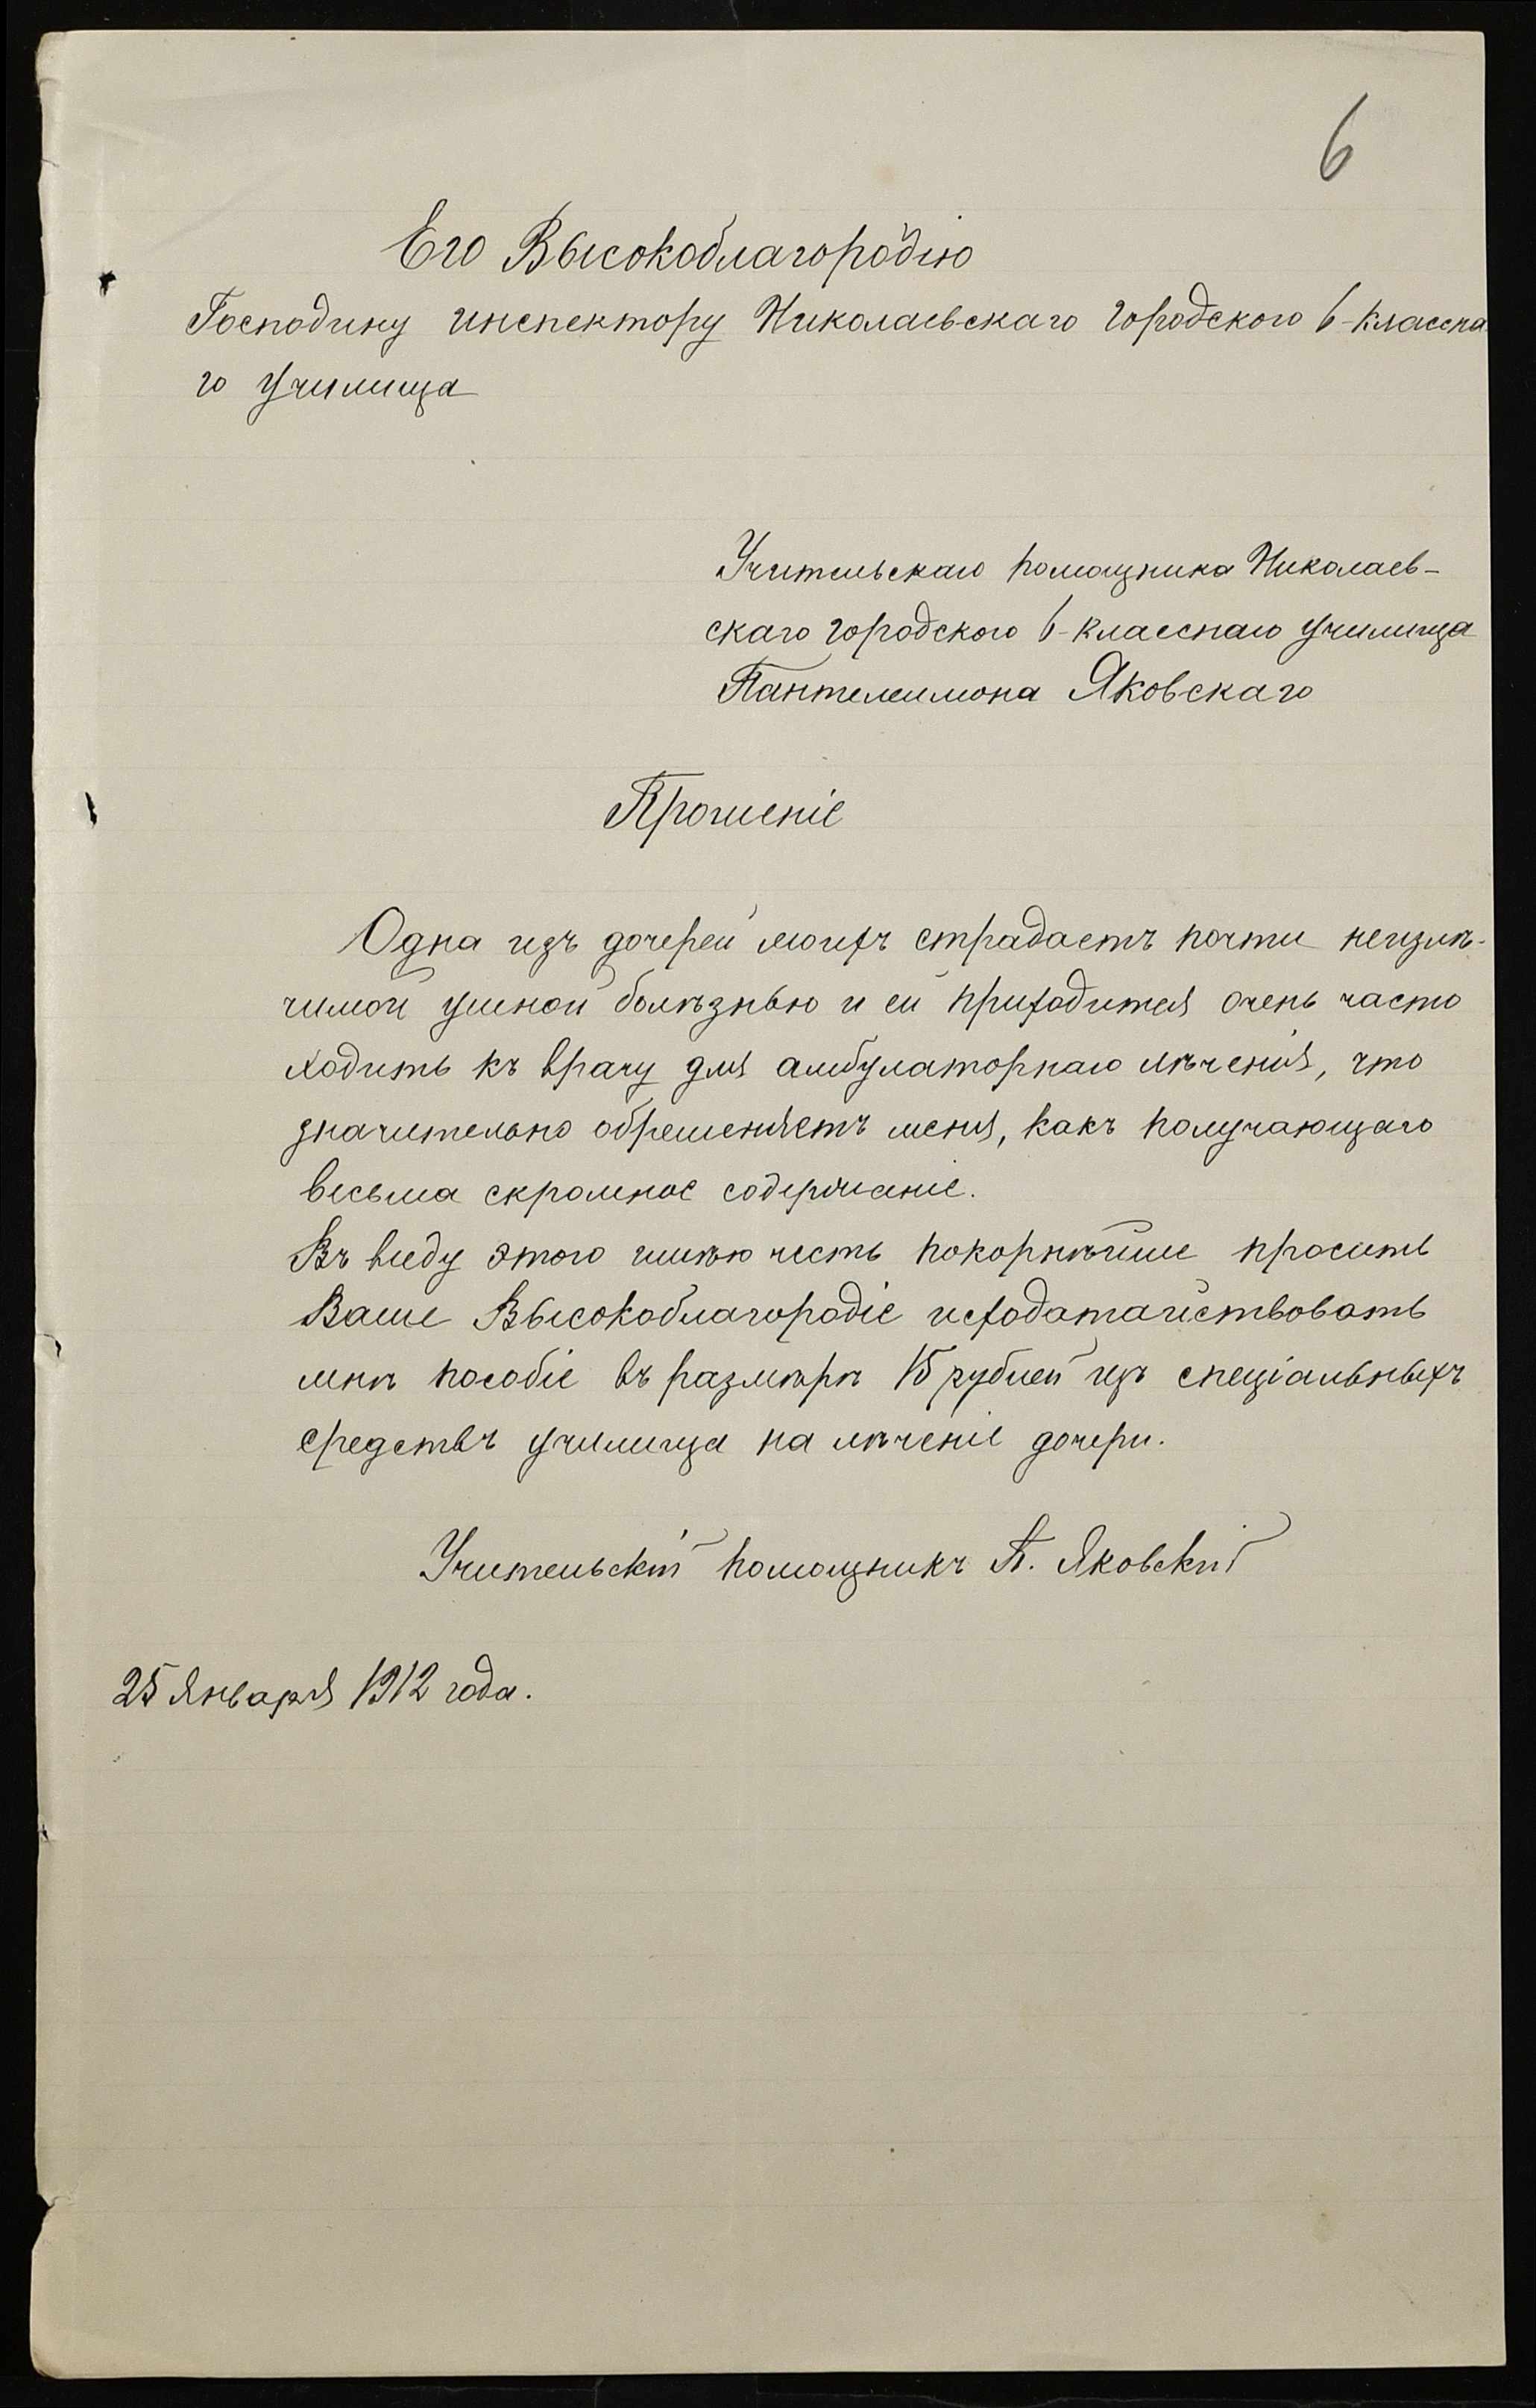 6
Его Высокоблагородію
Господину инспектору Николаевскаго городского 6-классна
го училища
Учительскаго помощника Николаев-
скаго городского 6-класснаго училища
Пантелеимона Яковскаго
Прошеніе
Одна изъ дочерей моихъ страдаетъ почти неизлѣ-
чимой ушной болѣзнью и ей приходится очень часто
ходить къ врачу для амбулаторнаго лѣченія, что
значительно обременяетъ меня, какъ получающаго
весьма скромное содержаніе.
Въ виду этого имѣю честь покорнѣйше просить
Ваше Высокоблагородіе исходатайствовать
мнѣ пособіе въ размѣрѣ 15 рублей изъ спеціальныхъ
средствъ училища на лѣченіе дочери.
Учительскій помощникъ П. Яковскій
25 Января 1912 года.